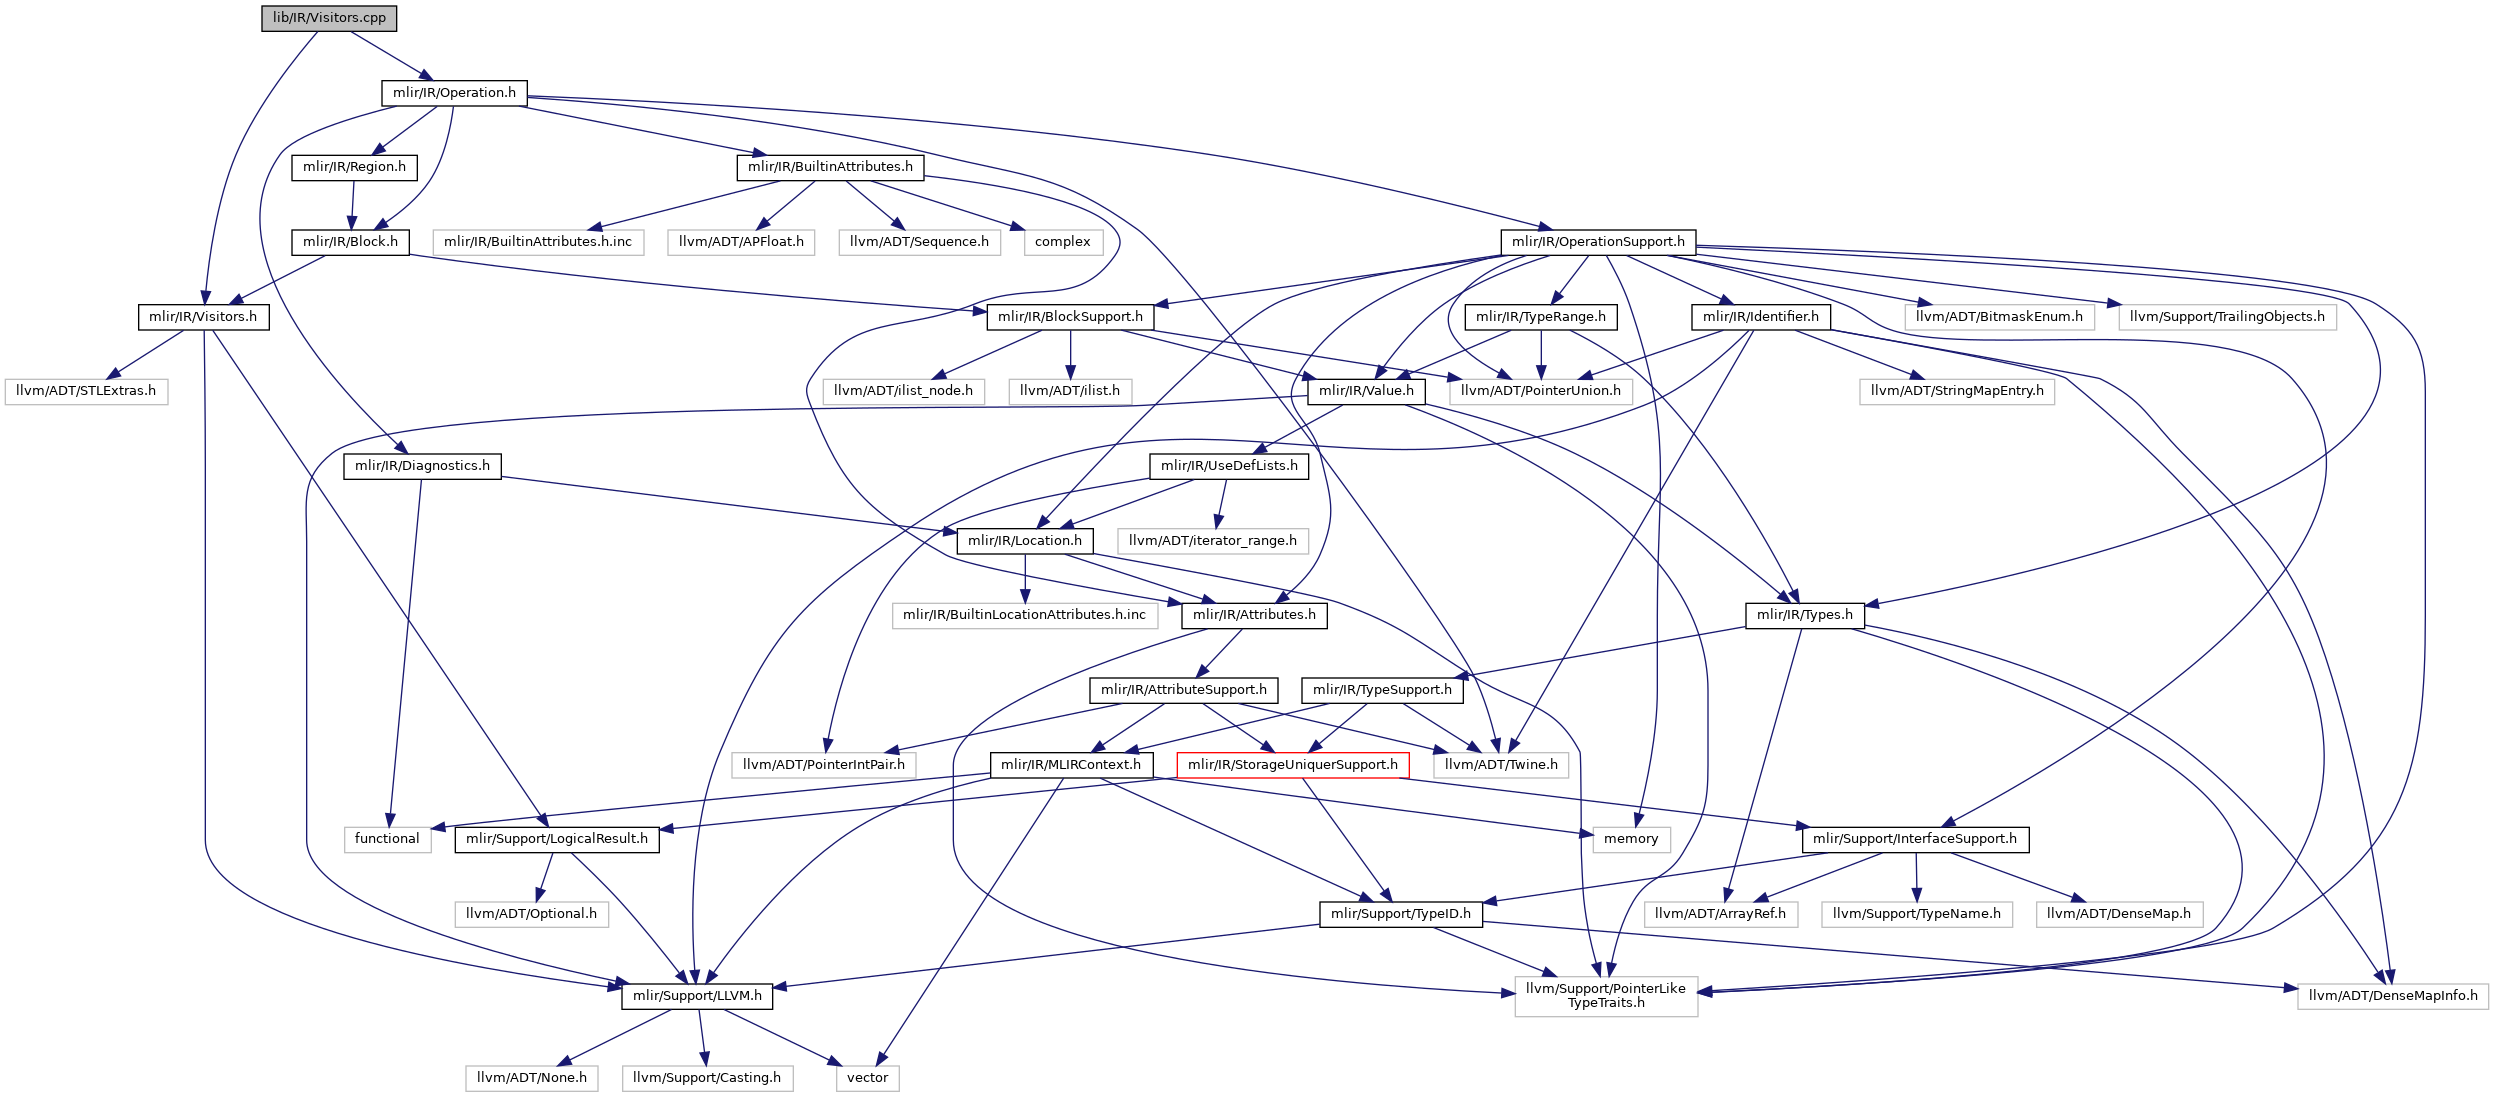 lib/IR/Visitors.cpp
mlir/IR/Operation.h
mlir/IR/Region.h
mlir/IR/BuiltinAttributes.h
mlir/IR/Block.h
mlir/IR/BuiltinAttributes.h.inc
llvm/ADT/APFloat.h
llvm/ADT/Sequence.h
complex
mlir/IR/OperationSupport.h
mlir/IR/Visitors.h
mlir/IR/BlockSupport.h
mlir/IR/TypeRange.h
mlir/IR/Identifier.h
llvm/ADT/BitmaskEnum.h
llvm/Support/TrailingObjects.h
llvm/ADT/STLExtras.h
llvm/ADT/ilist_node.h
llvm/ADT/ilist.h
mlir/IR/Value.h
llvm/ADT/PointerUnion.h
llvm/ADT/StringMapEntry.h
mlir/IR/Diagnostics.h
mlir/IR/UseDefLists.h
mlir/IR/Location.h
llvm/ADT/iterator_range.h
mlir/IR/BuiltinLocationAttributes.h.inc
mlir/IR/Attributes.h
mlir/IR/Types.h
mlir/IR/AttributeSupport.h
mlir/IR/TypeSupport.h
llvm/ADT/PointerIntPair.h
mlir/IR/MLIRContext.h
mlir/IR/StorageUniquerSupport.h
llvm/ADT/Twine.h
functional
mlir/Support/LogicalResult.h
memory
mlir/Support/InterfaceSupport.h
llvm/ADT/Optional.h
mlir/Support/TypeID.h
llvm/ADT/ArrayRef.h
llvm/Support/TypeName.h
llvm/ADT/DenseMap.h
mlir/Support/LLVM.h
llvm/Support/PointerLike
TypeTraits.h
llvm/ADT/DenseMapInfo.h
llvm/ADT/None.h
llvm/Support/Casting.h
vector